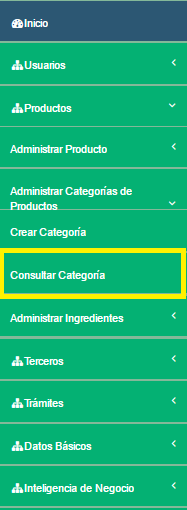 Inicio
Usuarios
Productos
Administrar Producto
Administrar Categorías de
Productos
Crear Categoría
Consultar Categoría
Administrar Ingredientes
Terceros
Trámites
Datos Básicos
Inteligencia de Negocio